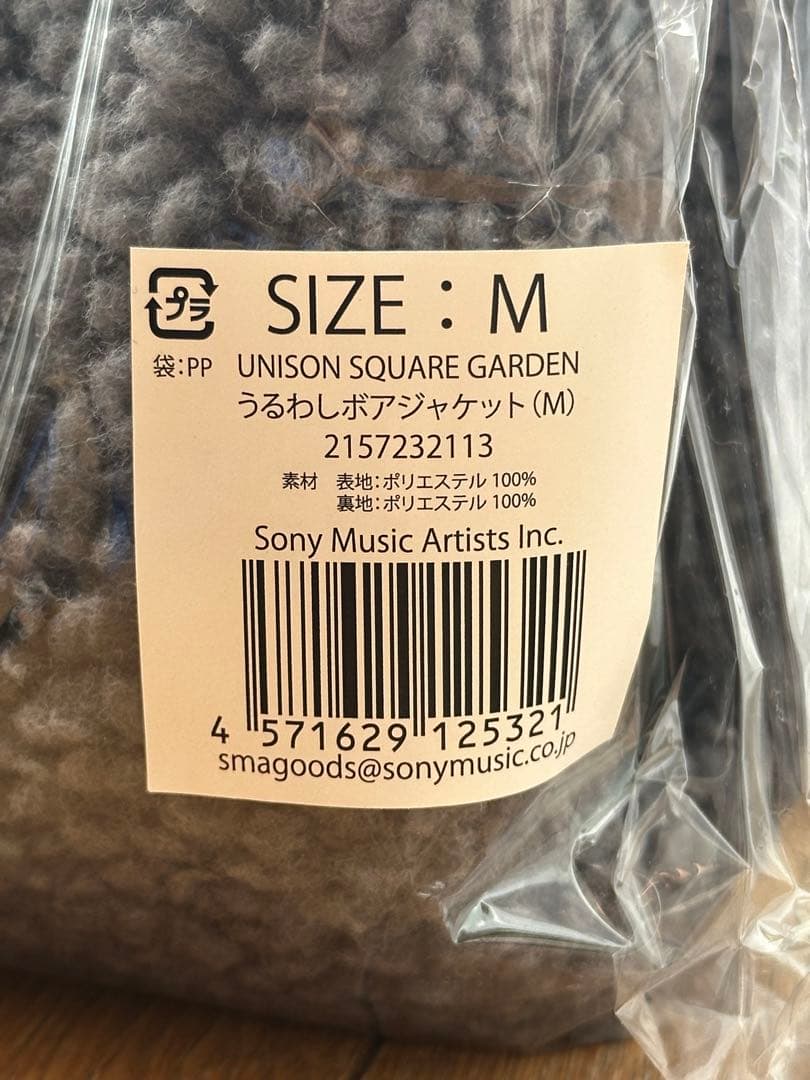 プラ
SIZE：M
袋：PP
UNISON SQUARE GARDEN
うるわしボアジャケット（M）
2157232113
素材 表地：ポリエステル 100%
裏地：ポリエステル 100%
Sony Music Artists Inc.
4 571629 125321
smagoods@sonymusic.co.jp